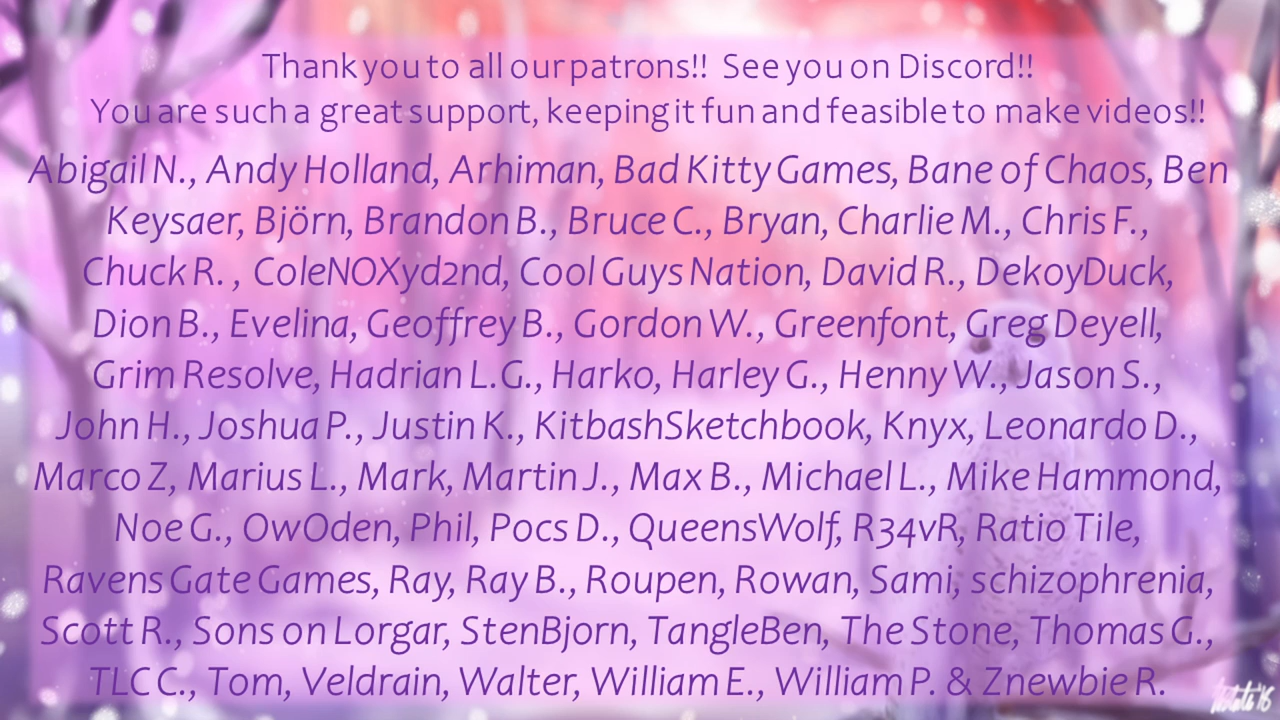 Thank you to all our patrons!! See you on Discord!!
You are such a great support, keeping it fun and feasible to make videos!!
Abigail N., Andy Holland, Arhiman, Bad Kitty Games, Bane of Chaos, Ben
Keysaer, Björn, Brandon B., Bruce C., Bryan, Charlie M., Chris F.,
Chuck R. , ColeNOXyd2nd, Cool Guys Nation, David R., DekoyDuck,
Dion B., Evelina, Geoffrey B., Gordon W., Greenfont, Greg Deyell,
Grim Resolve, Hadrian L.G., Harko, Harley G., Henny W., Jason S.,
John H., Joshua P., Justin K., KitbashSketchbook, Knyx, Leonardo D.,
Marco Z, Marius L., Mark, Martin J., Max B., Michael L., Mike Hammond,
Noe G., OwOden, Phil, Pocs D., QueensWolf, R34vR, Ratio Tile,
Ravens Gate Games, Ray, Ray B., Roupen, Rowan, Sami, schizophrenia,
Scott R., Sons on Lorgar, StenBjorn, TangleBen, The Stone, Thomas G.,
TLC C., Tom, Veldrain, Walter, William E., William P. & Znewbie R.